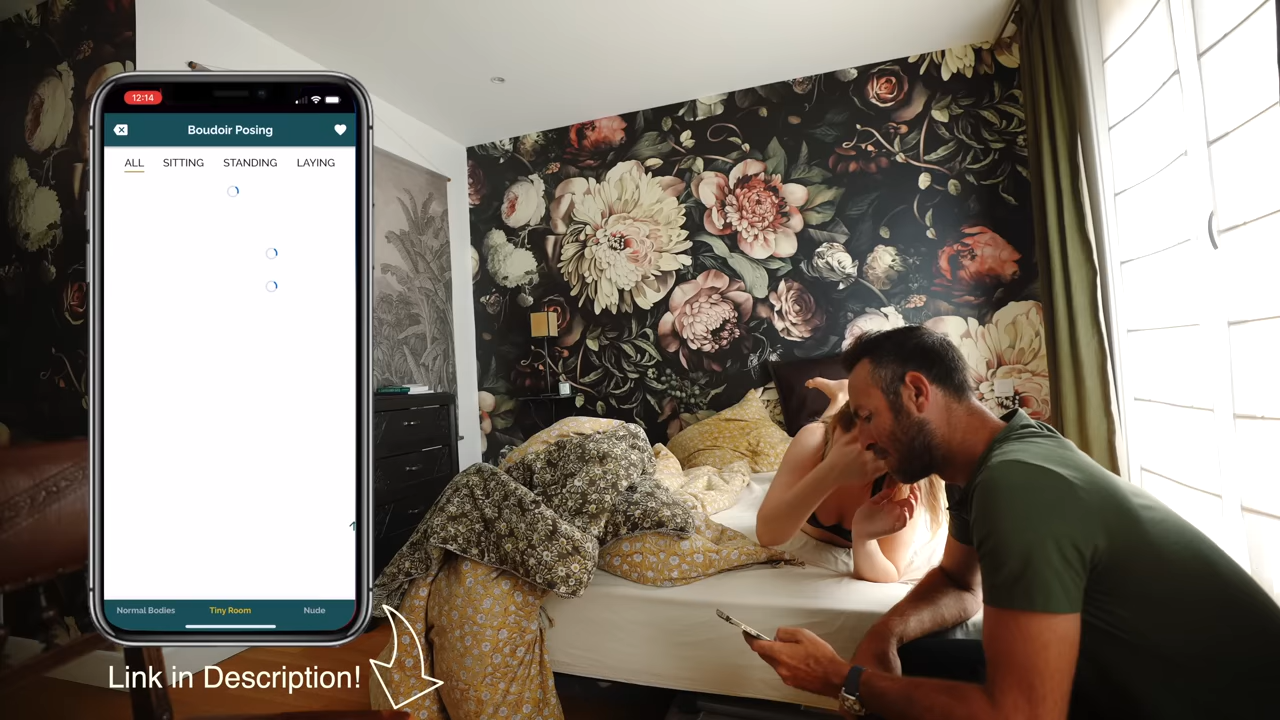 12:14
Boudoir Posing
ALL SITTING STANDING LAYING
Normal Bodies Tiny Room Nude
Link in Description!